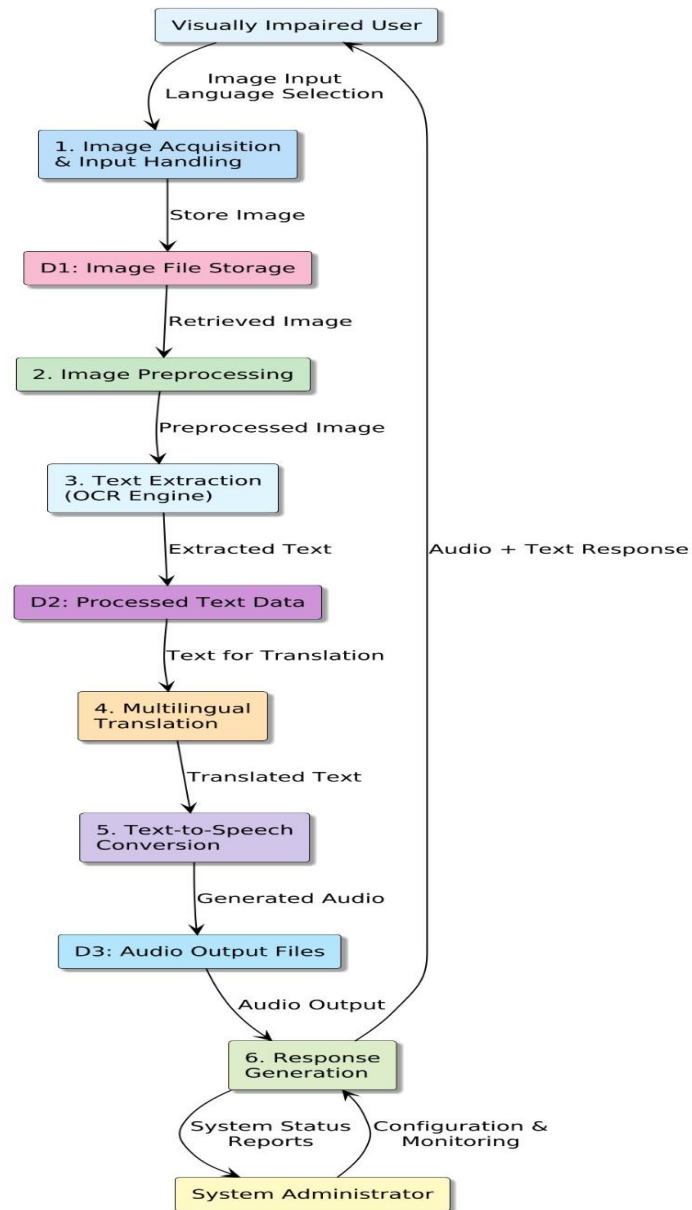 Visually Impaired User
Image Input
Language Selection
1. Image Acquisition
& Input Handling
Store Image
D1: Image File Storage
Retrieved Image
2. Image Preprocessing
Preprocessed Image
3. Text Extraction
(OCR Engine)
Extracted Text
Audio + Text Response
D2: Processed Text Data
Text for Translation
4. Multilingual
Translation
Translated Text
5. Text-to-Speech
Conversion
Generated Audio
D3: Audio Output Files
Audio Output
6. Response
Generation
System Status
Reports
Configuration &
Monitoring
System Administrator